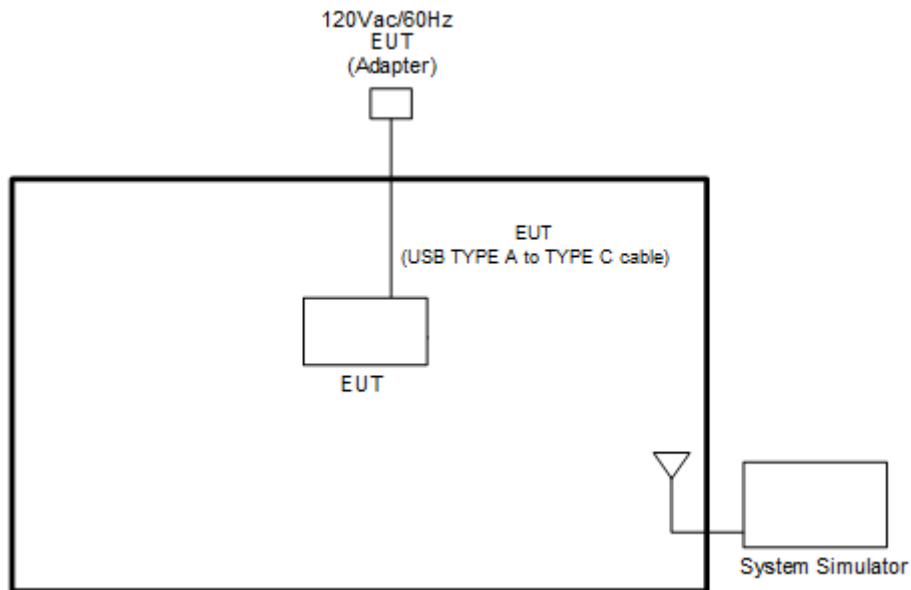 120Vac/60Hz
EUT
(Adapter)
EUT
(USB TYPE A to TYPE C cable)
EUT
System Simulator